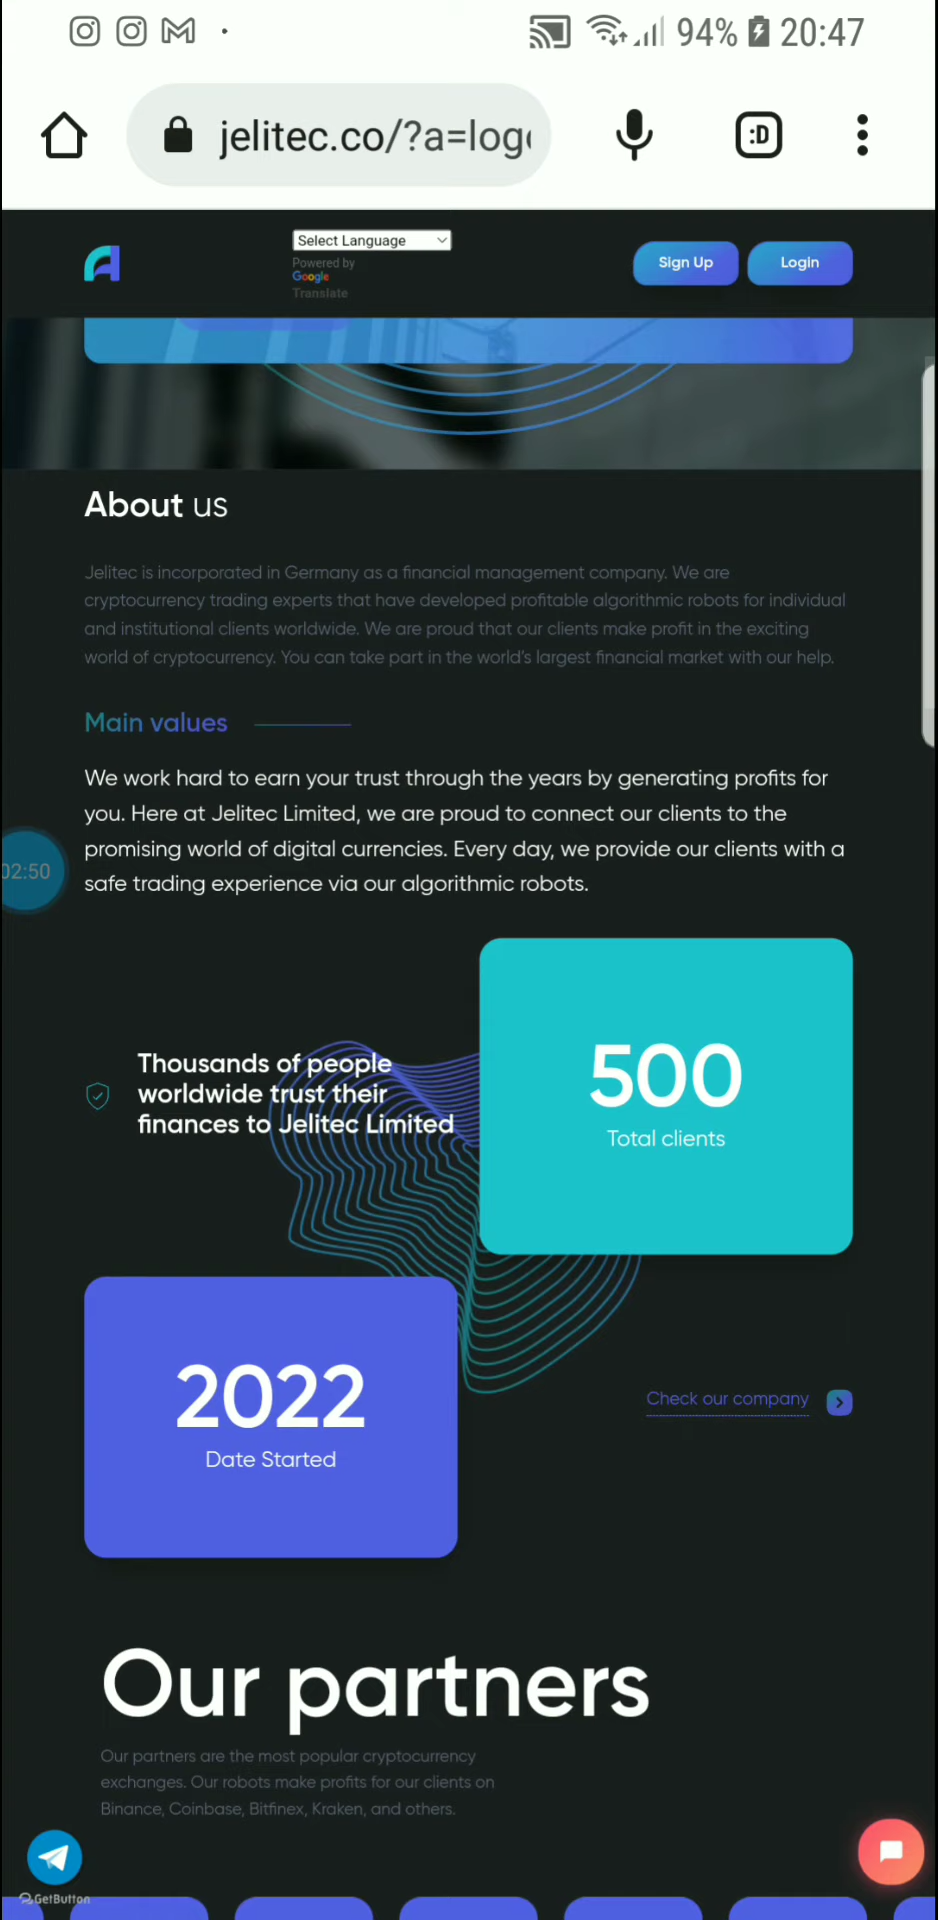 94% 20:47
jelitec.co/?a=log
:D
Select Language
Powered by
Google
Translate
Sign Up
Login
About us
Jelitec is incorporated in Germany as a financial management company. We are
cryptocurrency trading experts that have developed profitable algorithmic robots for individual
and institutional clients worldwide. We are proud that our clients make profit in the exciting
world of cryptocurrency. You can take part in the world's largest financial market with our help.
Main values
We work hard to earn your trust through the years by generating profits for
you. Here at Jelitec Limited, we are proud to connect our clients to the
promising world of digital currencies. Every day, we provide our clients with a
safe trading experience via our algorithmic robots.
02:50
Thousands of people
worldwide trust their
finances to Jelitec Limited
500
Total clients
2022
Date Started
Check our company
Our partners
Our partners are the most popular cryptocurrency
exchanges. Our robots make profits for our clients on
Binance, Coinbase, Bitfinex, Kraken, and others.
GetButton